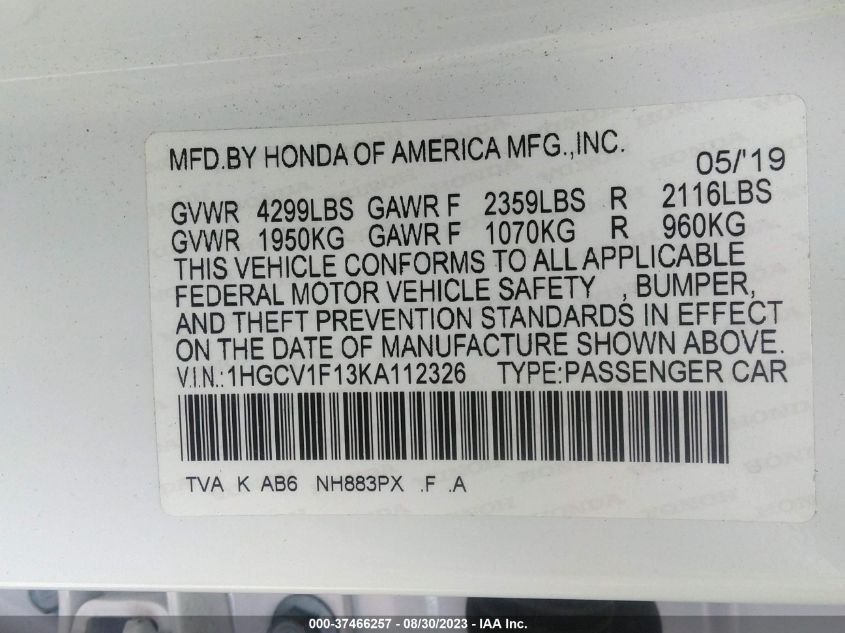 MFD.BY HONDA OF AMERICA MFG.,INC. 05/'19
GVWR 4299LBS GAWR F 2359LBS R 2116LBS
GVWR 1950KG GAWR F 1070KG R 960KG
THIS VEHICLE CONFORMS TO ALL APPLICABLE
FEDERAL MOTOR VEHICLE SAFETY , BUMPER,
AND THEFT PREVENTION STANDARDS IN EFFECT
ON THE DATE OF MANUFACTURE SHOWN ABOVE.
V.I.N.:1HGCV1F13KA112326 TYPE:PASSENGER CAR
TVA K AB6 NH883PX .F .A
000-37466257 - 08/30/2023 - IAA Inc.